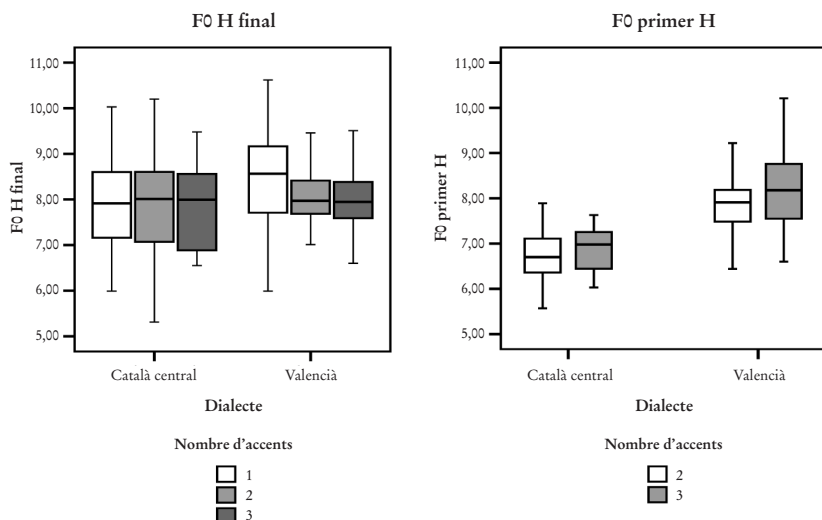 F0 H final
11,00
10,00
9,00
8,00
7,00
6,00
5,00
F0 H final
Català central
Valencià
Dialecte
Nombre d'accents
1
2
3
F0 primer H
11,00
10,00
9,00
8,00
7,00
6,00
5,00
F0 primer H
Català central
Valencià
Dialecte
Nombre d'accents
2
3